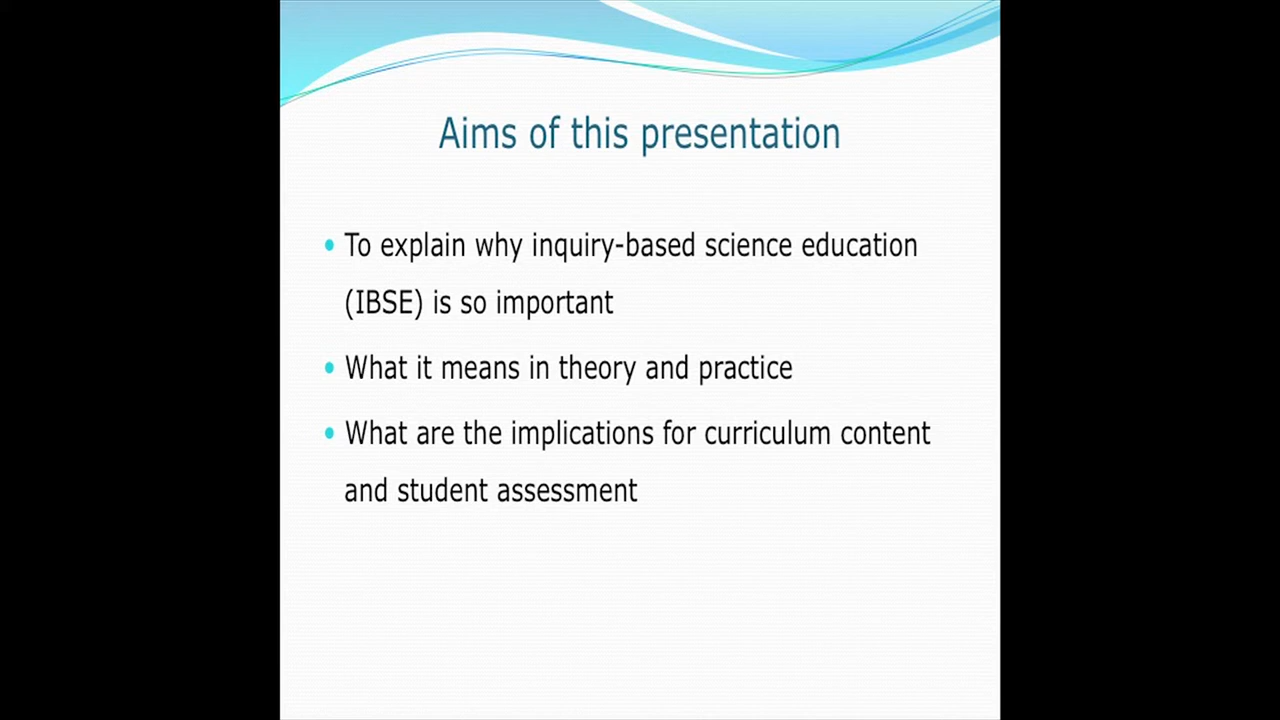 Aims of this presentation
• To explain why inquiry-based science education
(IBSE) is so important
• What it means in theory and practice
• What are the implications for curriculum content
and student assessment